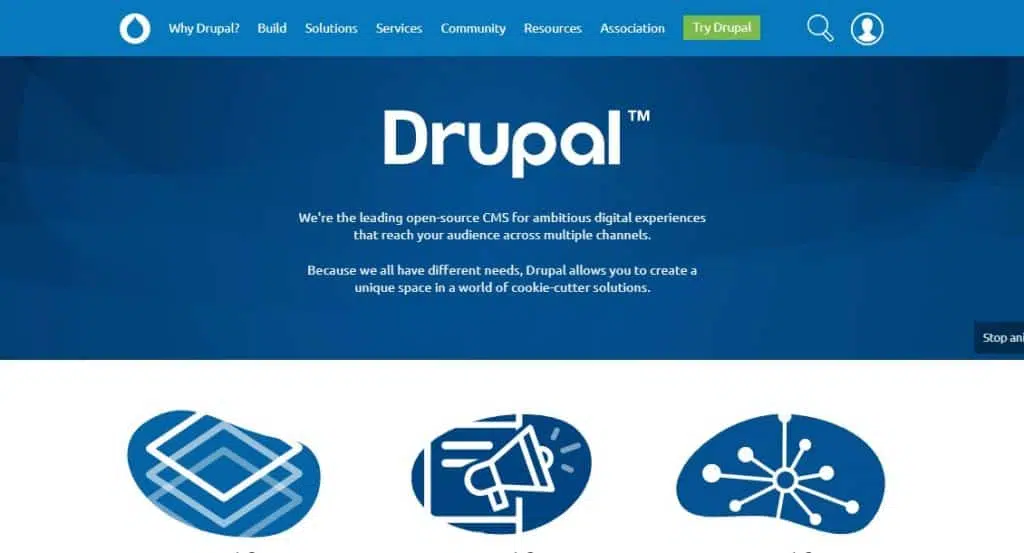 Why Drupal? Build Solutions Services Community Resources Association Try Drupal
Drupal™
We're the leading open-source CMS for ambitious digital experiences
that reach your audience across multiple channels.
Because we all have different needs, Drupal allows you to create a
unique space in a world of cookie-cutter solutions.
Stop ani